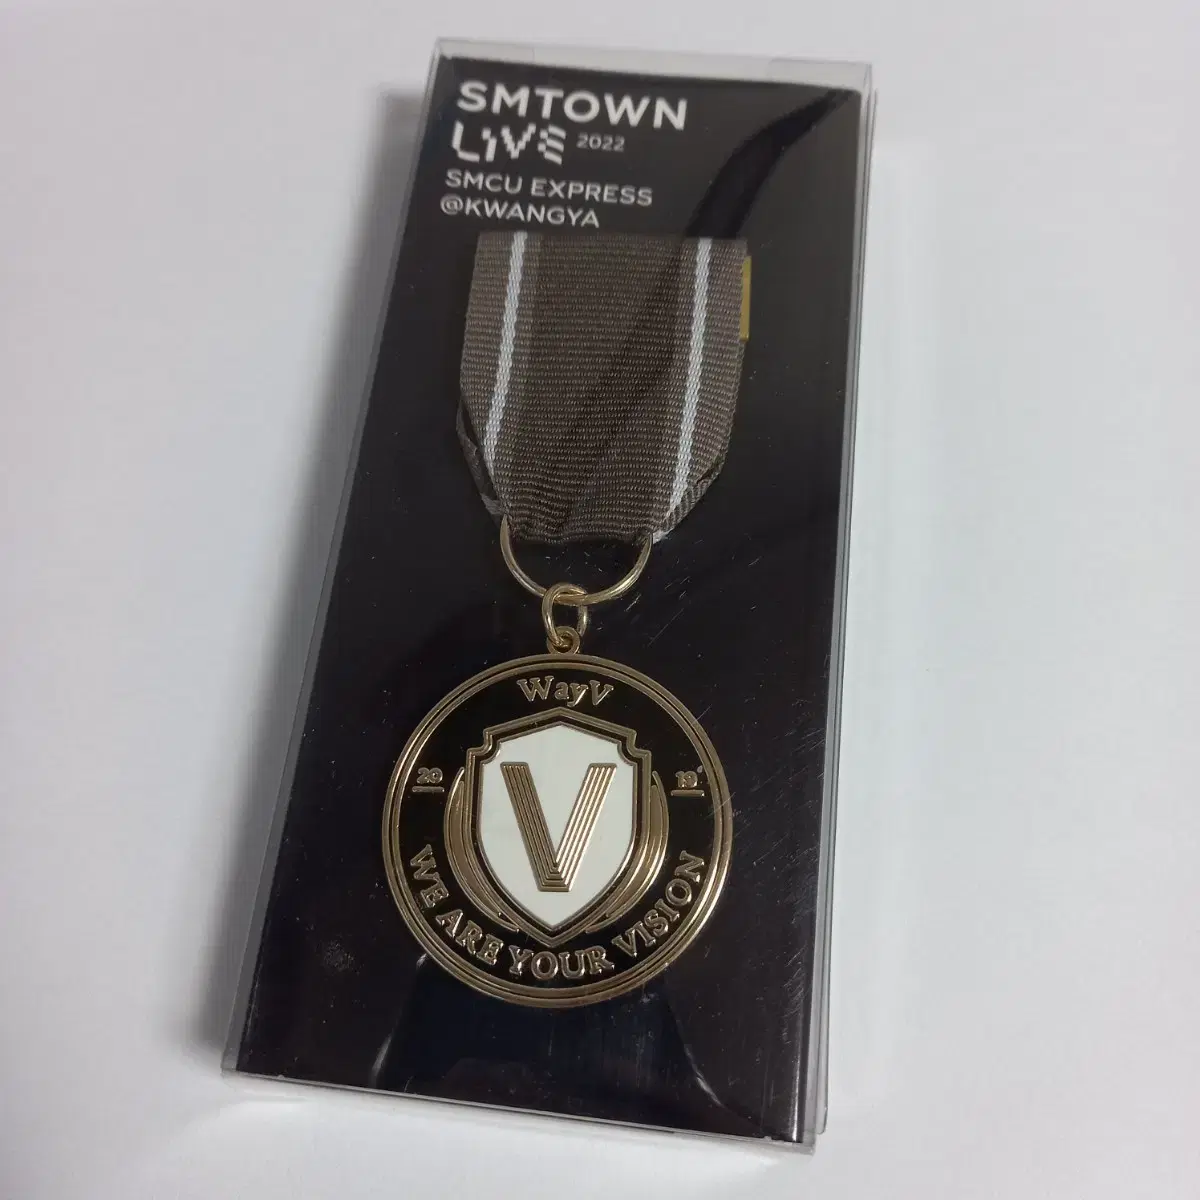 SMTOWN
LIVE 2022
SMCU EXPRESS
@KWANGYA
WayV
20 19
V
WE ARE YOUR VISION